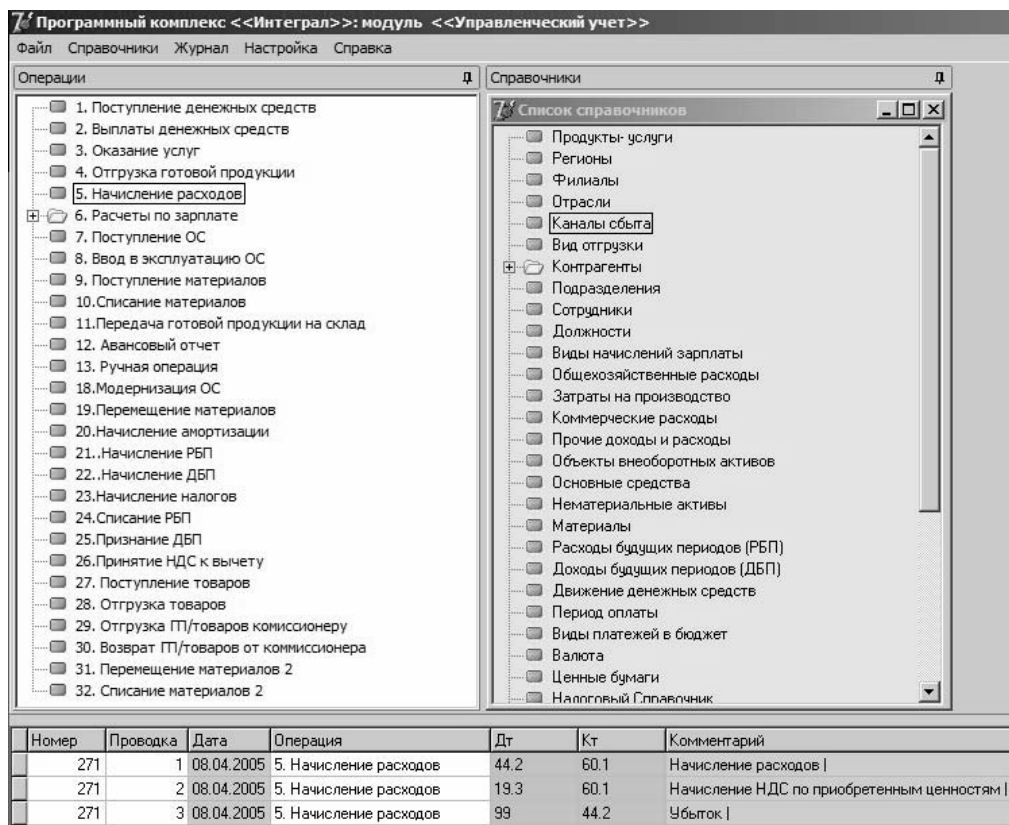 Программный комплекс <<Интеграл>>: модуль <<Управленческий учет>>
Файл Справочники Журнал Настройка Справка
Операции
1. Поступление денежных средств
2. Выплаты денежных средств
3. Оказание услуг
4. Отгрузка готовой продукции
5. Начисление расходов
6. Расчеты по зарплате
7. Поступление ОС
8. Ввод в эксплуатацию ОС
9. Поступление материалов
10.Списание материалов
11.Передача готовой продукции на склад
12. Авансовый отчет
13. Ручная операция
18.Модернизация ОС
19.Перемещение материалов
20.Начисление амортизации
21..Начисление РБП
22..Начисление ДБП
23.Начисление налогов
24.Списание РБП
25.Признание ДБП
26.Принятие НДС к вычету
27. Поступление товаров
28. Отгрузка товаров
29. Отгрузка ГП/товаров комиссионеру
30. Возврат ГП/товаров от коммиссионера
31. Перемещение материалов 2
32. Списание материалов 2
Справочники
Список справочников
Продукты- услуги
Регионы
Филиалы
Отрасли
Каналы сбыта
Вид отгрузки
Контрагенты
Подразделения
Сотрудники
Должности
Виды начислений зарплаты
Общехозяйственные расходы
Затраты на производство
Коммерческие расходы
Прочие доходы и расходы
Объекты внеоборотных активов
Основные средства
Нематериальные активы
Материалы
Расходы будущих периодов (РБП)
Доходы будущих периодов (ДБП)
Движение денежных средств
Период оплаты
Виды платежей в бюджет
Валюта
Ценные бумаги
Налоговый Справочник
Номер Проводка Дата Операция Дт Кт Комментарий
271 1 08.04.2005 5. Начисление расходов 44.2 60.1 Начисление расходов |
271 2 08.04.2005 5. Начисление расходов 19.3 60.1 Начисление НДС по приобретенным ценностям |
271 3 08.04.2005 5. Начисление расходов 99 44.2 Убыток |